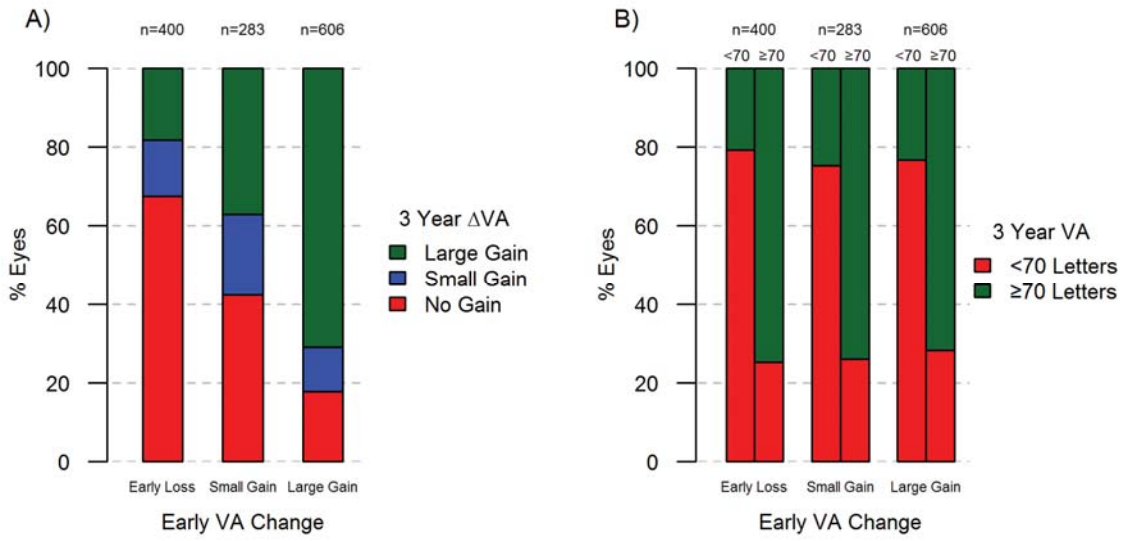 A)
n=400 n=283 n=606
100
80
60
40
20
0
% Eyes
Early Loss Small Gain Large Gain
Early VA Change
3 Year ΔVA
Large Gain
Small Gain
No Gain
B)
n=400 n=283 n=606
<70 ≥70 <70 ≥70 <70 ≥70
100
80
60
40
20
0
% Eyes
Early Loss Small Gain Large Gain
Early VA Change
3 Year VA
<70 Letters
≥70 Letters